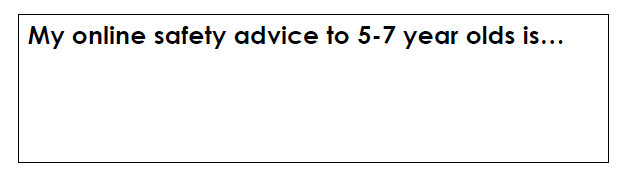 My online safety advice to 5-7 year olds is…